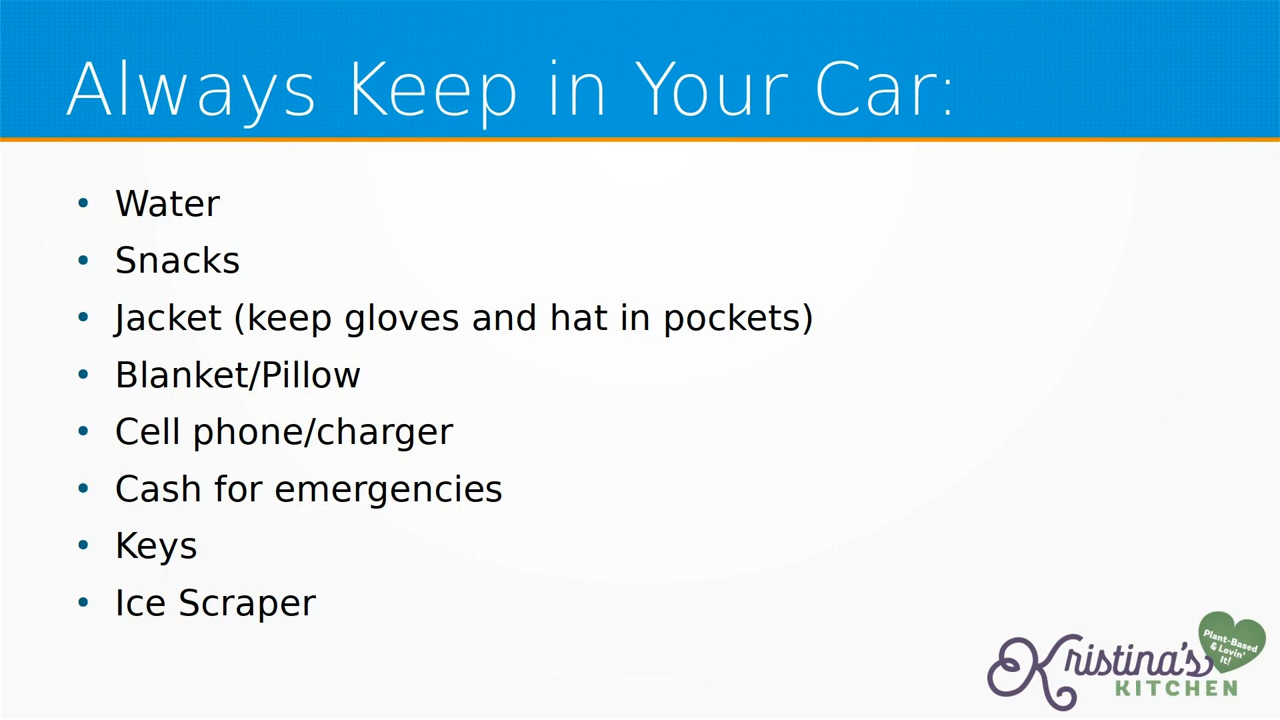 Always Keep in Your Car:
Water
Snacks
Jacket (keep gloves and hat in pockets)
Blanket/Pillow
Cell phone/charger
Cash for emergencies
Keys
Ice Scraper
Plant-Based
& Lovin'
It!
Kristina's
KITCHEN